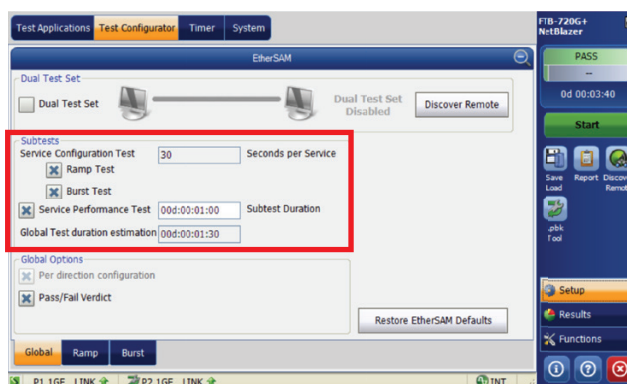 Test Applications Test Configurator Timer System
FTB-720G+
NetBlazer
EtherSAM
PASS
--
0d 00:03:40
Start
Dual Test Set
Dual Test Set
Dual Test Set
Disabled
Discover Remote
Subtests
Service Configuration Test 30 Seconds per Service
Ramp Test
Burst Test
Service Performance Test 00d:00:01:00 Subtest Duration
Global Test duration estimation 00d:00:01:30
Save
Load
Report
Discov
Remot
.pbk
Tool
Global Options
Per direction configuration
Pass/Fail Verdict
Restore EtherSAM Defaults
Setup
Results
Functions
Global Ramp Burst
P1 1GE LINK P2 1GE LINK INT